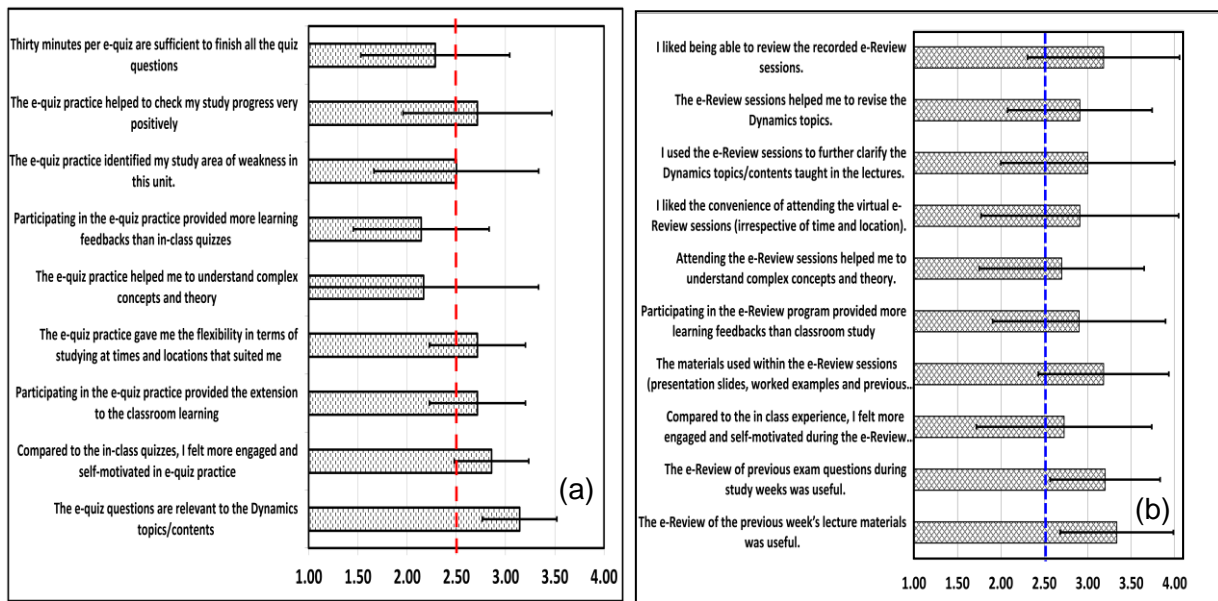 Thirty minutes per e-quiz are sufficient to finish all the quiz
questions
The e-quiz practice helped to check my study progress very
positively
The e-quiz practice identified my study area of weakness in
this unit.
Participating in the e-quiz practice provided more learning
feedbacks than in-class quizzes
The e-quiz practice helped me to understand complex
concepts and theory
The e-quiz practice gave me the flexibility in terms of
studying at times and locations that suited me
Participating in the e-quiz practice provided the extension
to the classroom learning
Compared to the in-class quizzes, I felt more engaged and
self-motivated in e-quiz practice
The e-quiz questions are relevant to the Dynamics
topics/contents
(a)
1.00 1.50 2.00 2.50 3.00 3.50 4.00
I liked being able to review the recorded e-Review
sessions.
The e-Review sessions helped me to revise the
Dynamics topics.
I used the e-Review sessions to further clarify the
Dynamics topics/contents taught in the lectures.
I liked the convenience of attending the virtual e-
Review sessions (irrespective of time and location).
Attending the e-Review sessions helped me to
understand complex concepts and theory.
Participating in the e-Review program provided more
learning feedbacks than classroom study
The materials used within the e-Review sessions
(presentation slides, worked examples and previous..
Compared to the in class experience, I felt more
engaged and self-motivated during the e-Review..
The e-Review of previous exam questions during
study weeks was useful.
The e-Review of the previous week's lecture materials
was useful.
(b)
1.00 1.50 2.00 2.50 3.00 3.50 4.00